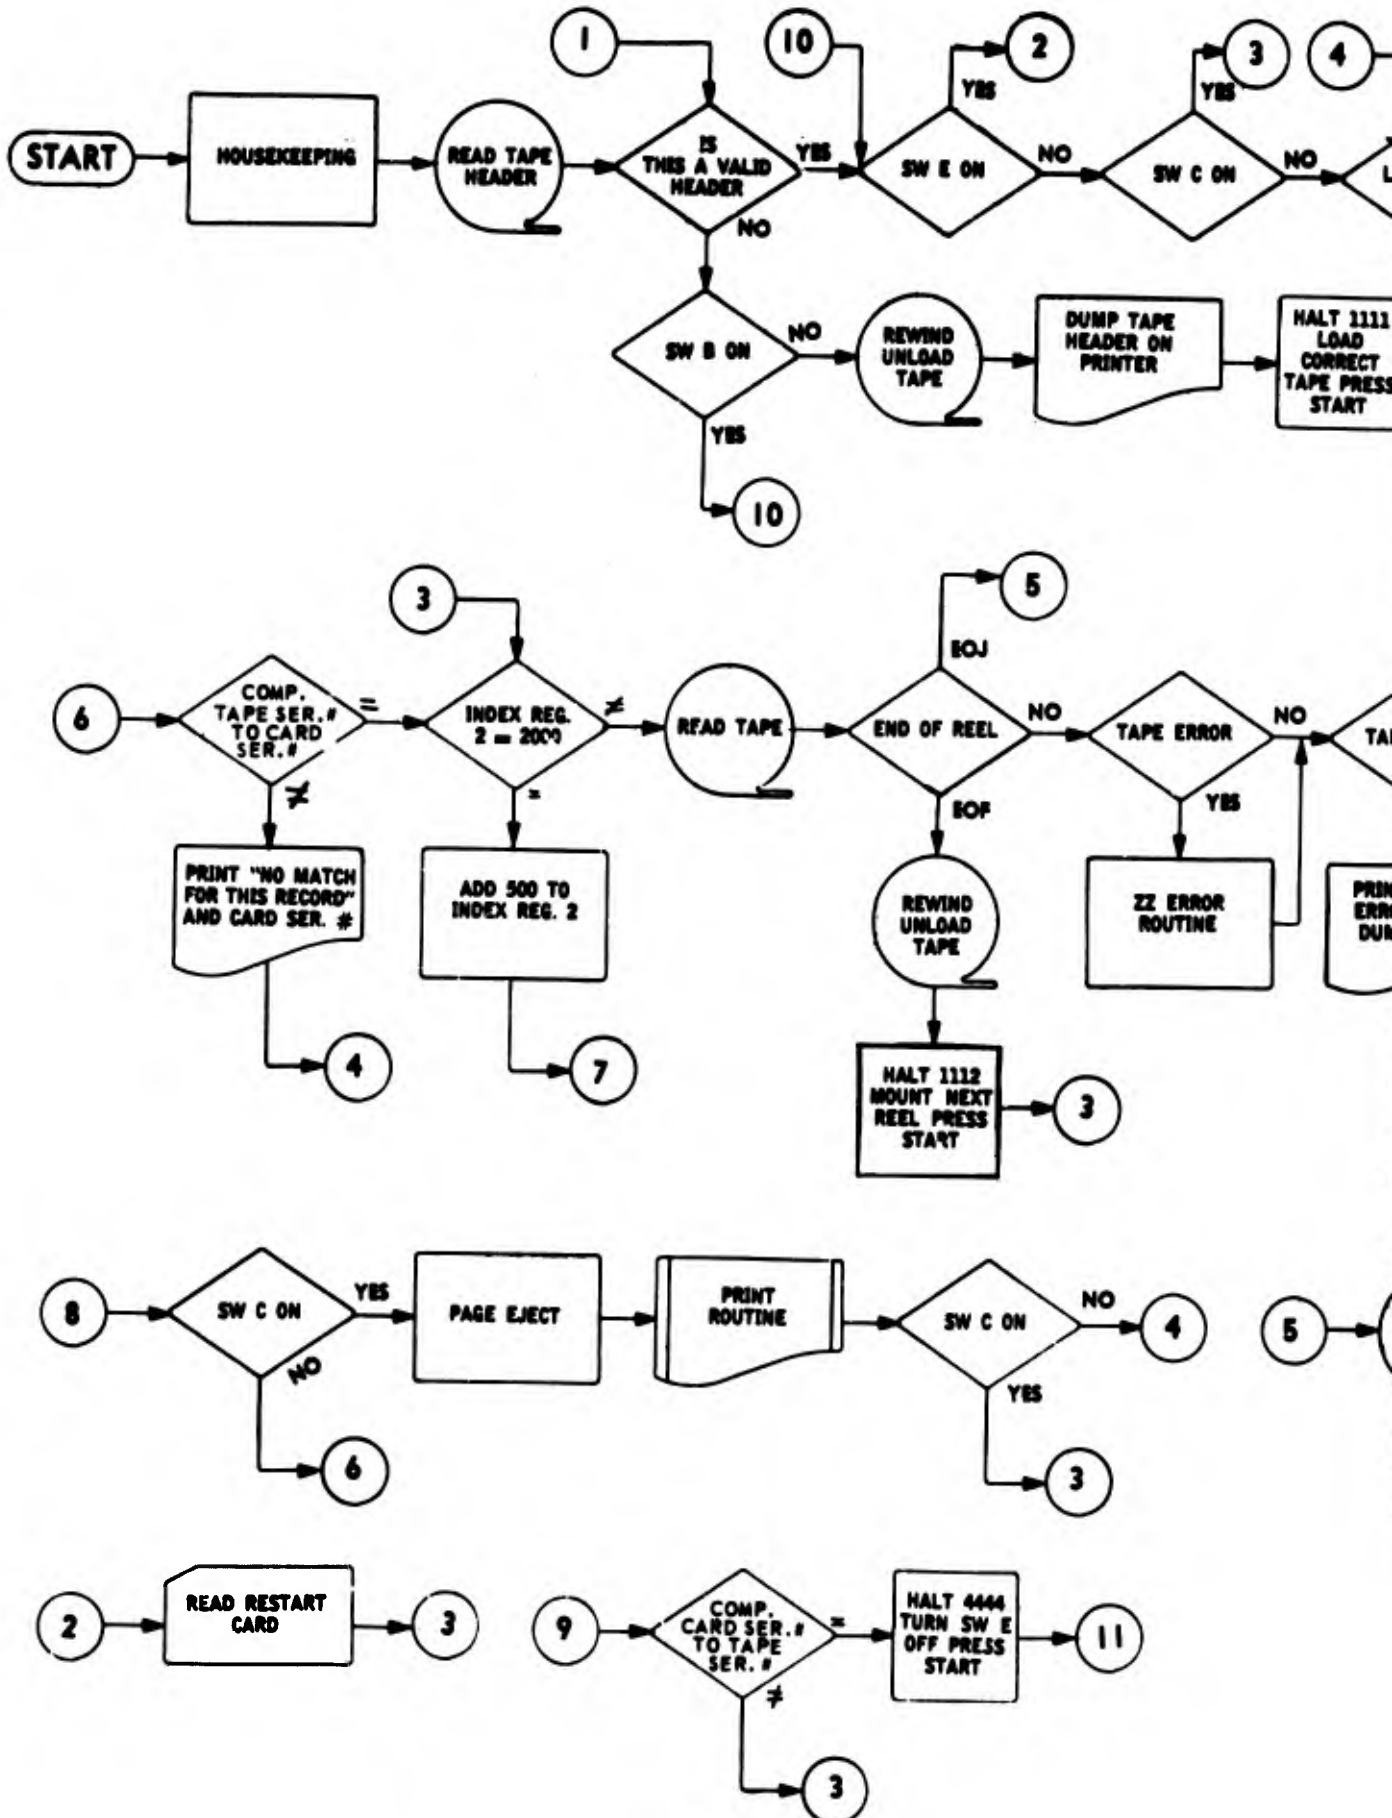 1
10
2
3
4
YES
YES
START
HOUSEKEEPING
READ TAPE
HEADER
IS
THIS A VALID
HEADER
YES
SW E ON
NO
SW C ON
NO
NO
SW B ON
NO
REWIND
UNLOAD
TAPE
DUMP TAPE
HEADER ON
PRINTER
HALT 1111
LOAD
CORRECT
TAPE PRESS
START
YES
10
3
5
EOJ
6
COMP.
TAPE SER.#
TO CARD
SER.#
=
INDEX REG.
2 = 2000
≠
READ TAPE
END OF REEL
NO
TAPE ERROR
NO
≠
=
EOF
YES
PRINT "NO MATCH
FOR THIS RECORD"
AND CARD SER. #
ADD 500 TO
INDEX REG. 2
REWIND
UNLOAD
TAPE
ZZ ERROR
ROUTINE
4
7
HALT 1112
MOUNT NEXT
REEL PRESS
START
3
8
SW C ON
YES
PAGE EJECT
PRINT
ROUTINE
SW C ON
NO
4
5
NO
YES
6
3
2
READ RESTART
CARD
3
9
COMP.
CARD SER.#
TO TAPE
SER. #
=
HALT 4444
TURN SW E
OFF PRESS
START
11
≠
3